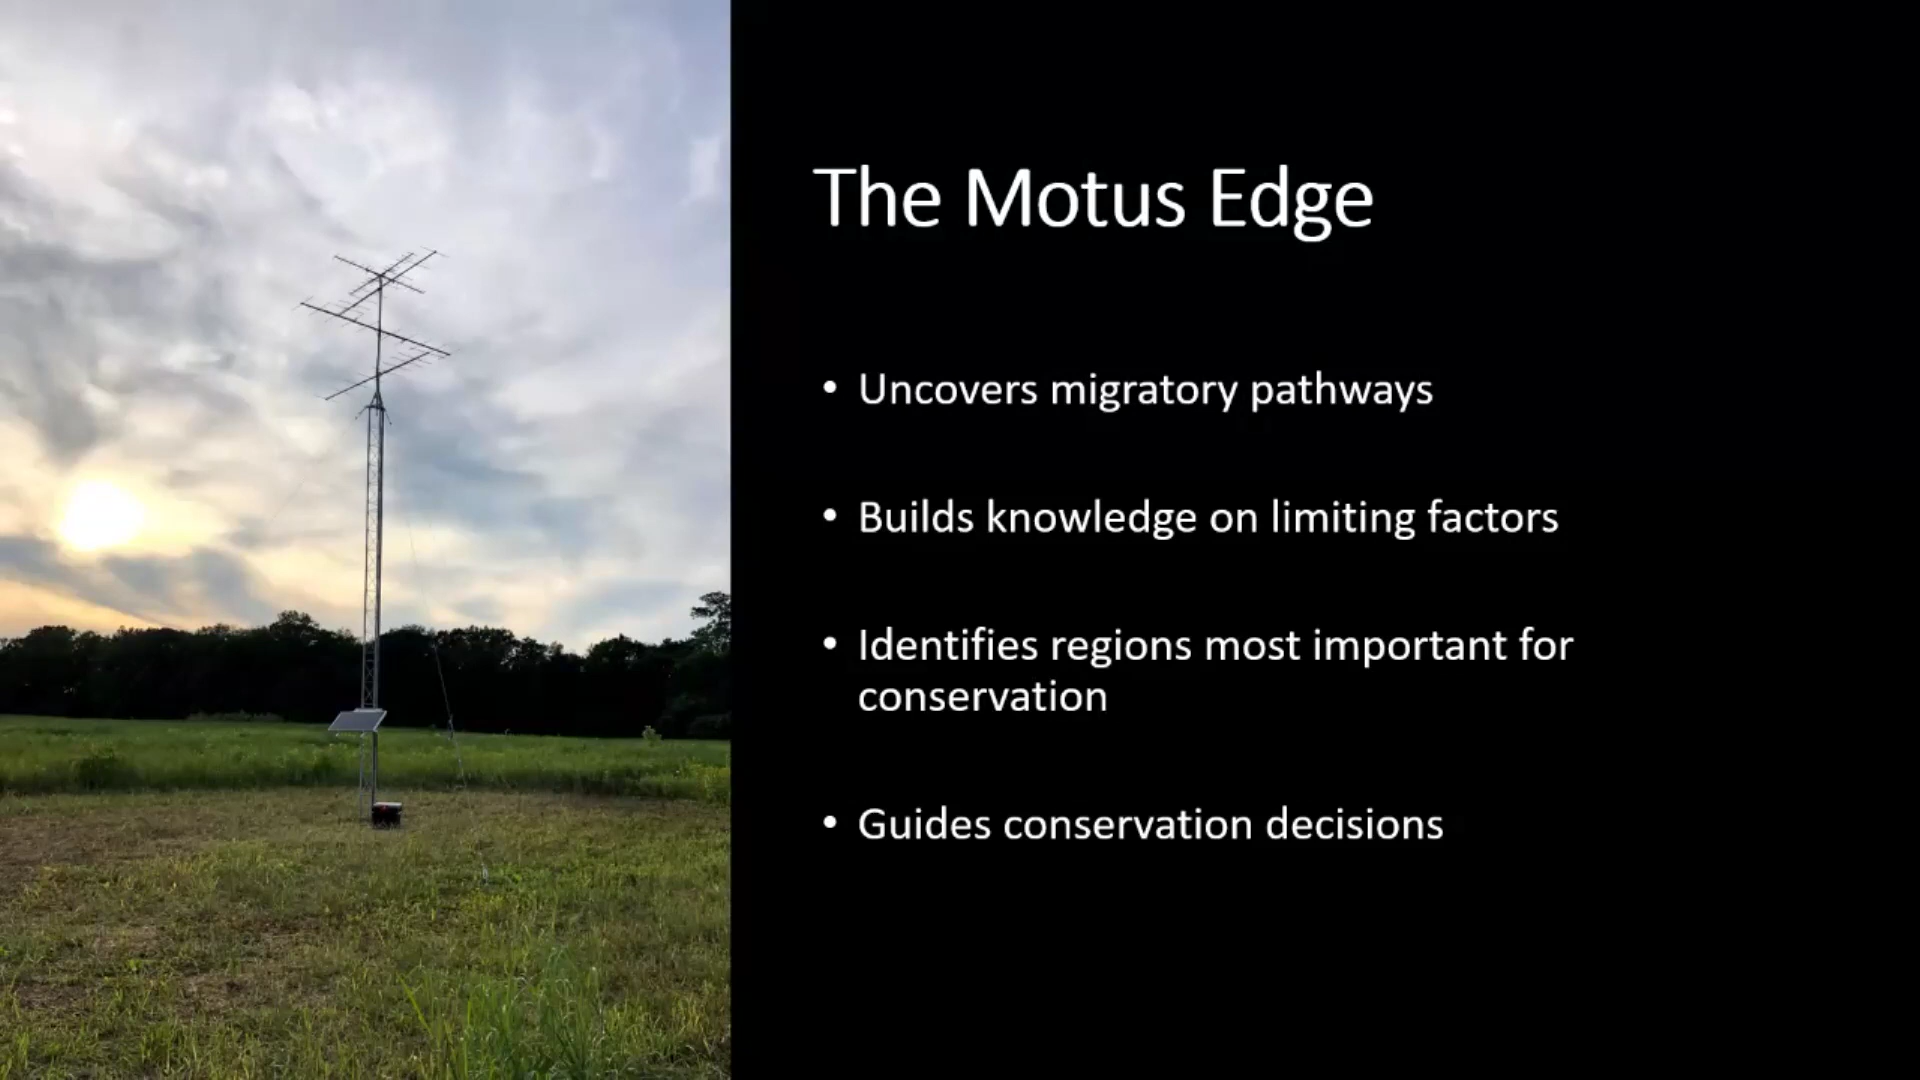 The Motus Edge
• Uncovers migratory pathways
• Builds knowledge on limiting factors
• Identifies regions most important for
conservation
• Guides conservation decisions